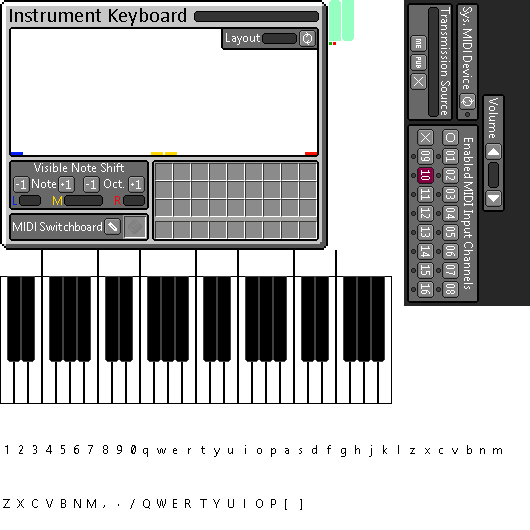 Instrument Keyboard
Layout
Visible Note Shift
-1 Note +1 -1 Oct. +1
L M R
MIDI Switchboard
Sys. MIDI Device
Transmission Source
ME PUB
Volume
Enabled MIDI Input Channels
01 02 03 04 05 06 07 08
09 10 11 12 13 14 15 16
1 2 3 4 5 6 7 8 9 0 q w e r t y u i o p a s d f g h j k l z x c v b n m
Z X C V B N M , . / Q W E R T Y U I O P [ ]